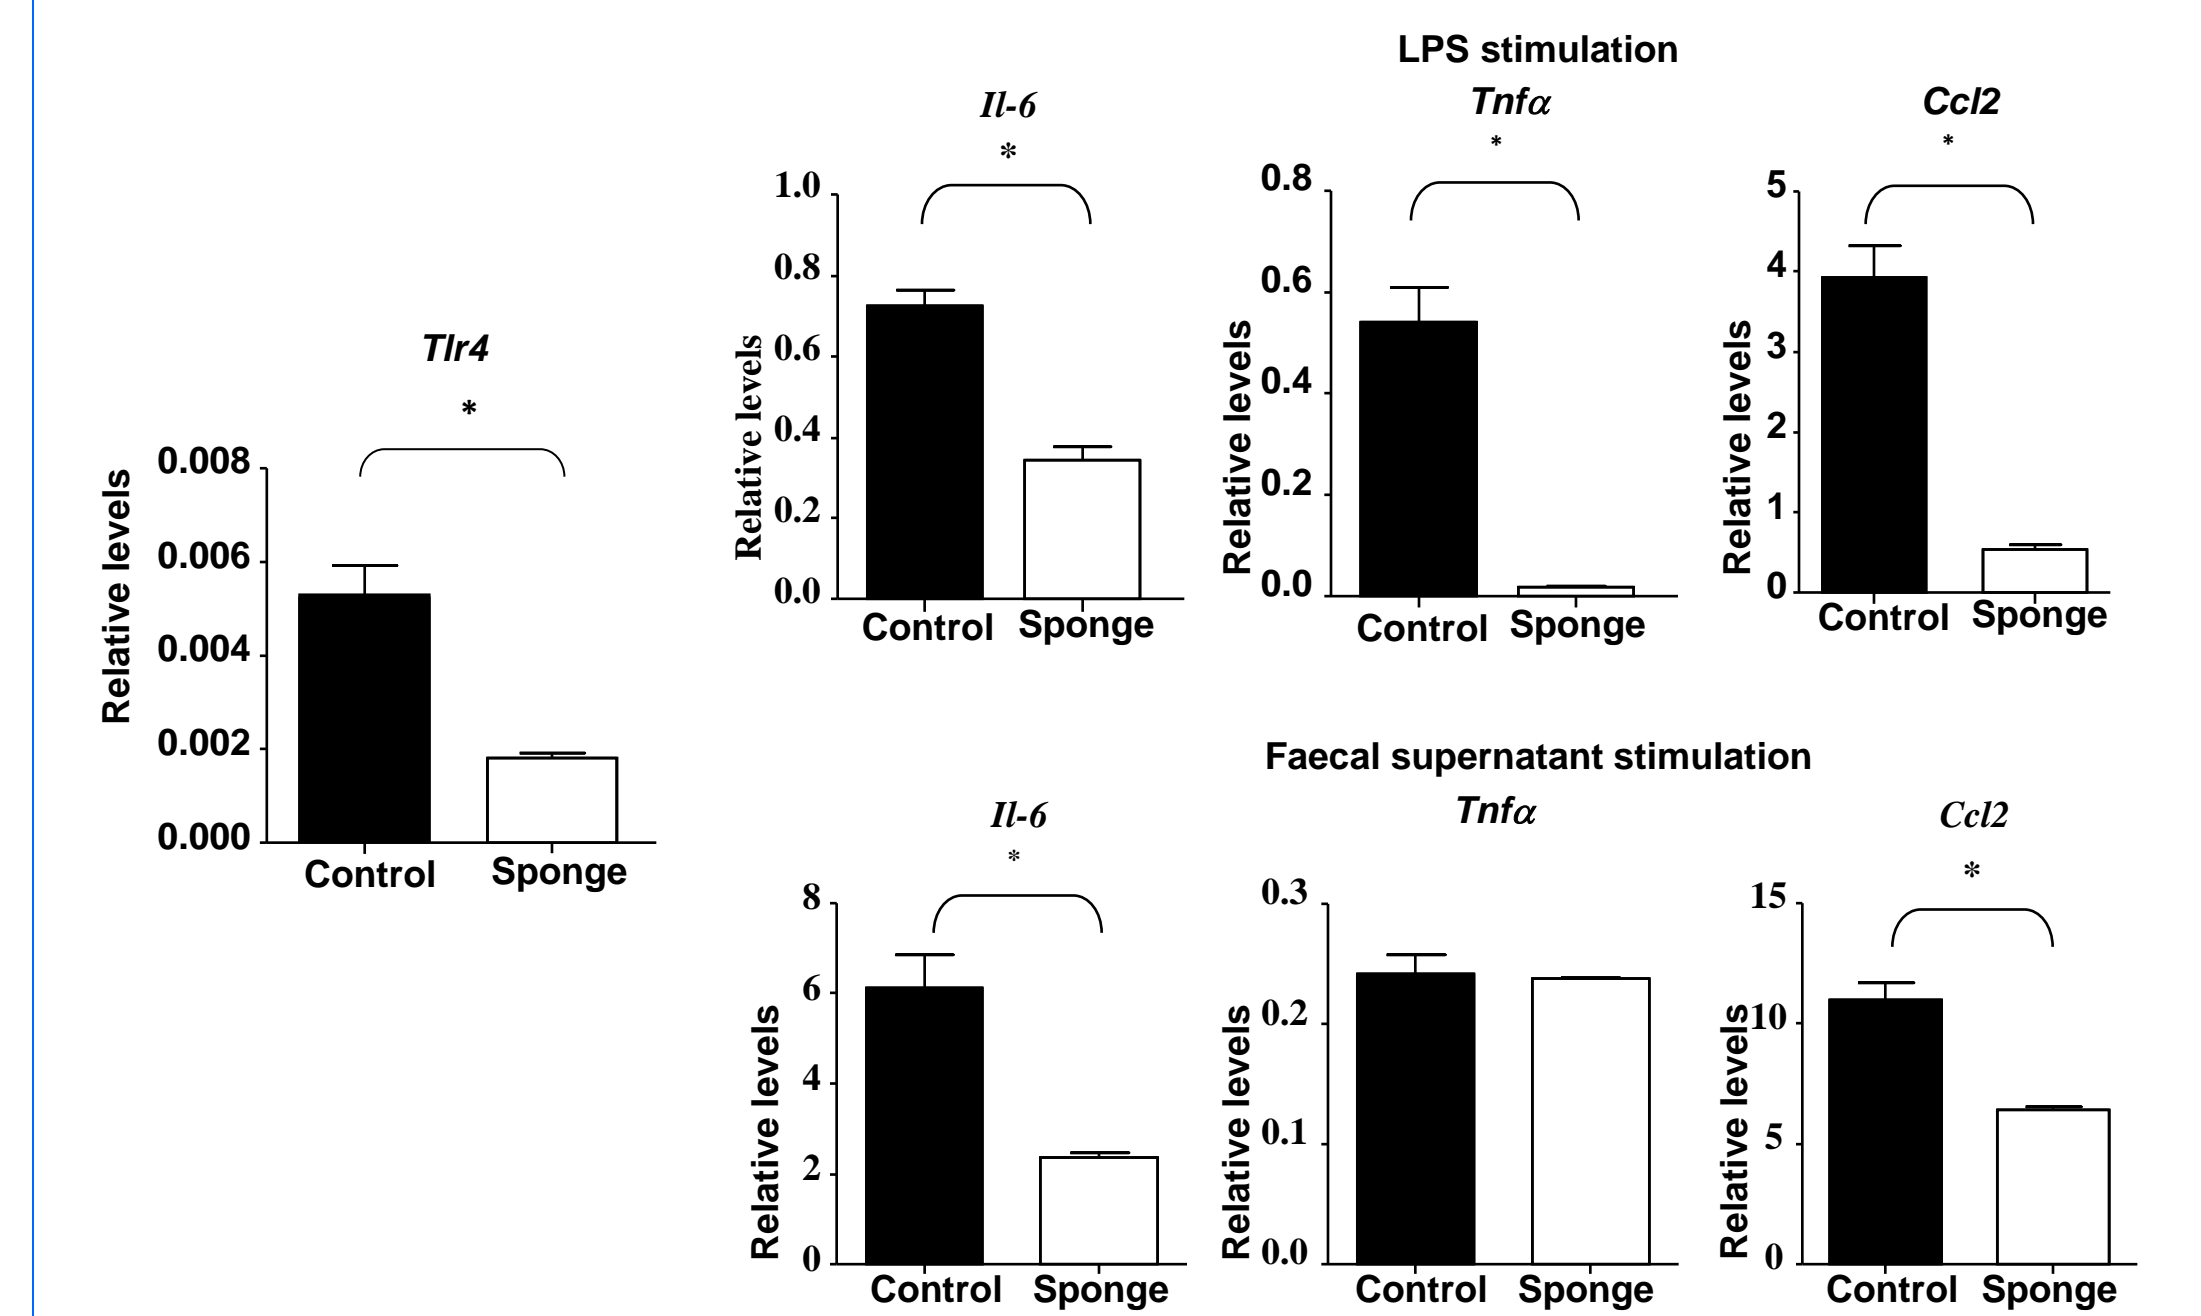 Tlr4
*
Relative levels
0.008
0.006
0.004
0.002
0.000
Control Sponge
LPS stimulation
Il-6
*
Relative levels
1.0
0.8
0.6
0.4
0.2
0.0
Control Sponge
Tnfα
*
Relative levels
0.8
0.6
0.4
0.2
0.0
Control Sponge
Ccl2
*
Relative levels
5
4
3
2
1
0
Control Sponge
Faecal supernatant stimulation
Il-6
*
Relative levels
8
6
4
2
0
Control Sponge
Tnfα
Relative levels
0.3
0.2
0.1
0.0
Control Sponge
Ccl2
*
Relative levels
15
10
5
0
Control Sponge